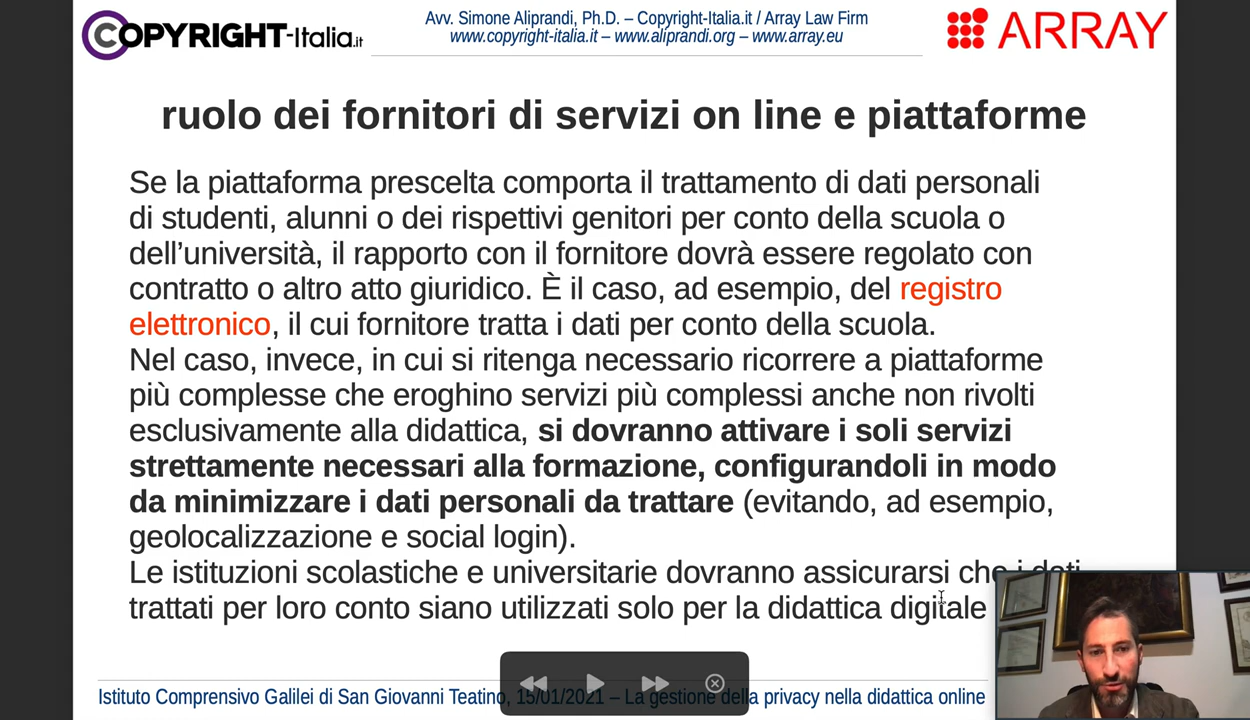 COPYRIGHT-Italia.it
Avv. Simone Aliprandi, Ph.D. – Copyright-Italia.it / Array Law Firm
www.copyright-italia.it – www.aliprandi.org – www.array.eu
ARRAY
ruolo dei fornitori di servizi on line e piattaforme
Se la piattaforma prescelta comporta il trattamento di dati personali
di studenti, alunni o dei rispettivi genitori per conto della scuola o
dell’università, il rapporto con il fornitore dovrà essere regolato con
contratto o altro atto giuridico. È il caso, ad esempio, del registro
elettronico, il cui fornitore tratta i dati per conto della scuola.
Nel caso, invece, in cui si ritenga necessario ricorrere a piattaforme
più complesse che eroghino servizi più complessi anche non rivolti
esclusivamente alla didattica, si dovranno attivare i soli servizi
strettamente necessari alla formazione, configurandoli in modo
da minimizzare i dati personali da trattare (evitando, ad esempio,
geolocalizzazione e social login).
Le istituzioni scolastiche e universitarie dovranno assicurarsi che i dati
trattati per loro conto siano utilizzati solo per la didattica digitale
Istituto Comprensivo Galilei di San Giovanni Teatino, 15/01/2021 – La gestione della privacy nella didattica online